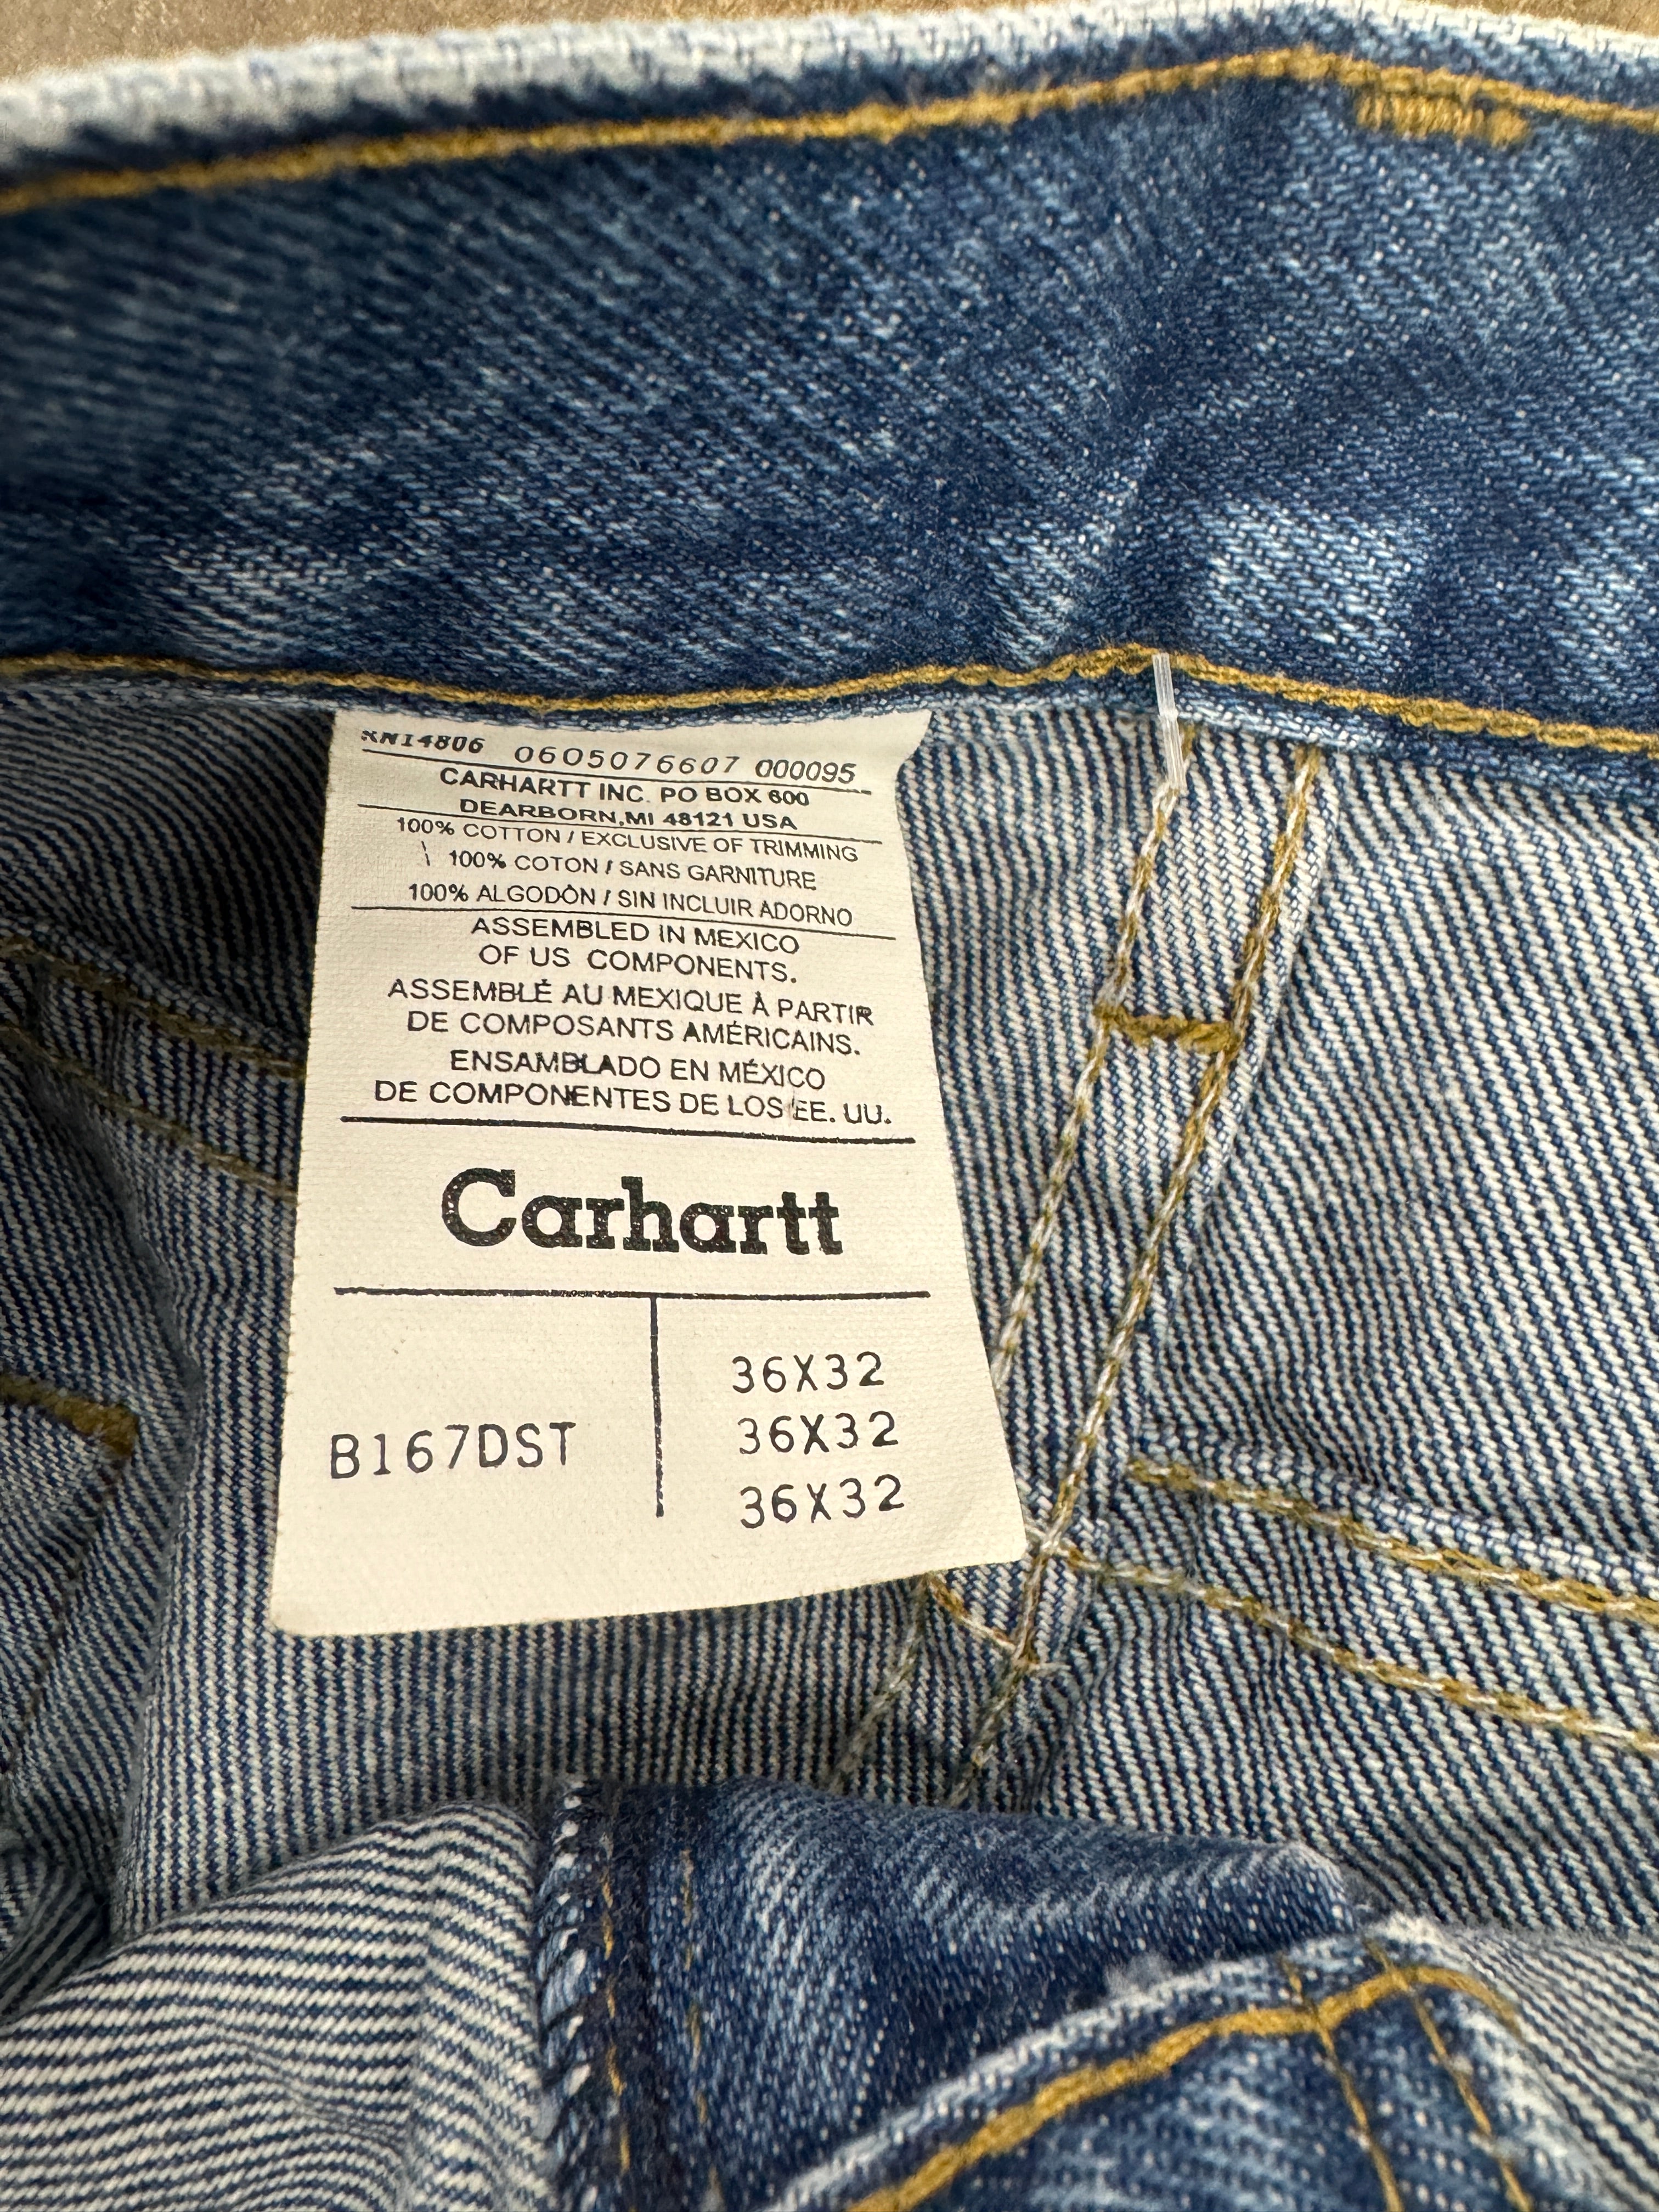 RN14806 0605076607 000095
CARHARTT INC. PO BOX 600
DEARBORN,MI 48121 USA
100% COTTON / EXCLUSIVE OF TRIMMING
100% COTON / SANS GARNITURE
100% ALGODÒN / SIN INCLUIR ADORNO
ASSEMBLED IN MEXICO
OF US COMPONENTS.
ASSEMBLÉ AU MEXIQUE À PARTIR
DE COMPOSANTS AMÉRICAINS.
ENSAMBLADO EN MÉXICO
DE COMPONENTES DE LOS EE. UU.
Carhartt
B167DST
36X32
36X32
36X32